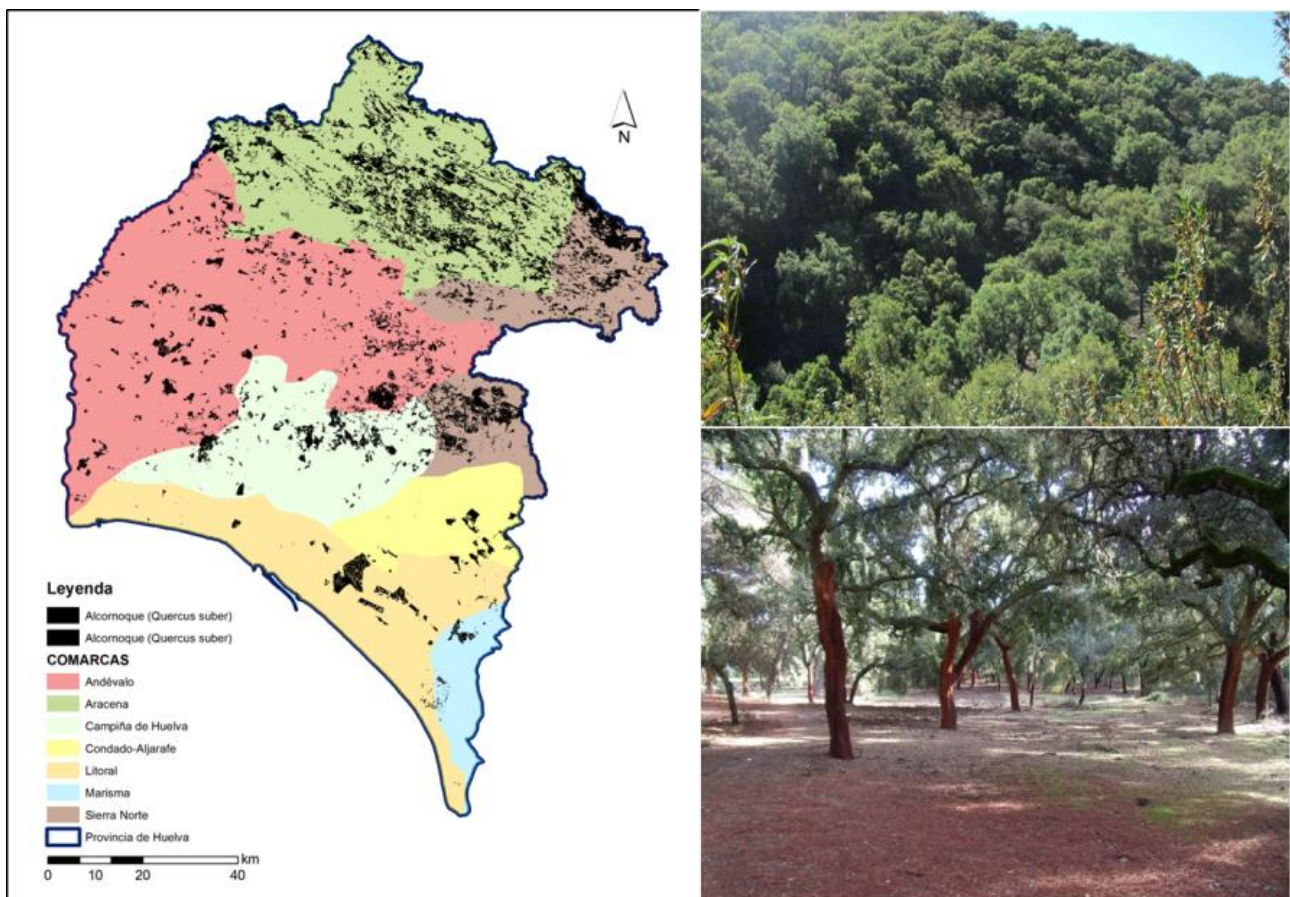 N
Leyenda
Alcornoque (Quercus suber)
Alcornoque (Quercus suber)
COMARCAS
Andévalo
Aracena
Campiña de Huelva
Condado-Aljarafe
Litoral
Marisma
Sierra Norte
Provincia de Huelva
km
0 10 20 40